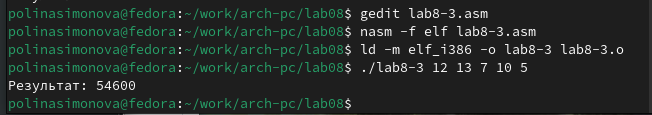 polinasimonova@fedora:~/work/arch-pc/lab08$ gedit lab8-3.asm
polinasimonova@fedora:~/work/arch-pc/lab08$ nasm -f elf lab8-3.asm
polinasimonova@fedora:~/work/arch-pc/lab08$ ld -m elf_i386 -o lab8-3 lab8-3.o
polinasimonova@fedora:~/work/arch-pc/lab08$ ./lab8-3 12 13 7 10 5
Результат: 54600
polinasimonova@fedora:~/work/arch-pc/lab08$